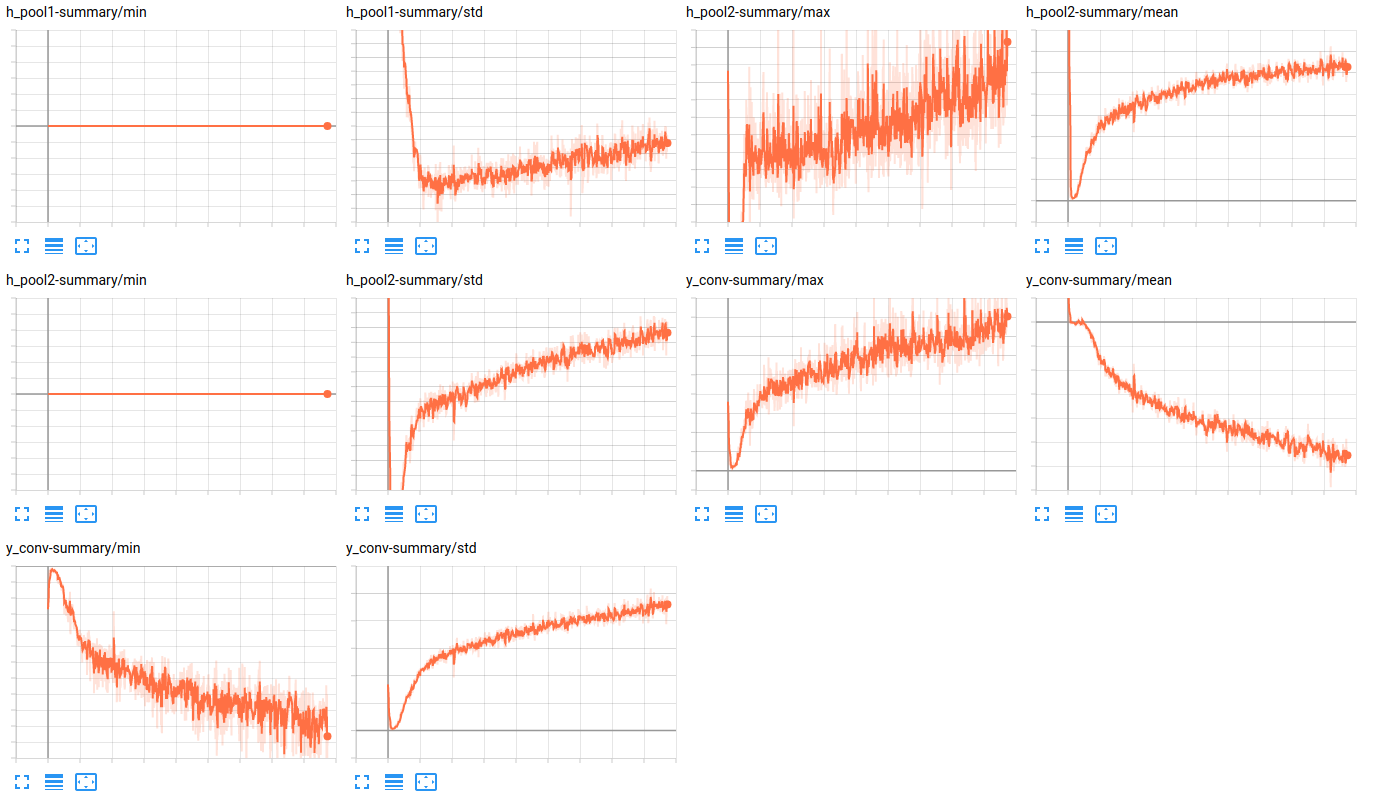 h_pool1-summary/min
h_pool1-summary/std
h_pool2-summary/max
h_pool2-summary/mean
h_pool2-summary/min
h_pool2-summary/std
y_conv-summary/max
y_conv-summary/mean
y_conv-summary/min
y_conv-summary/std